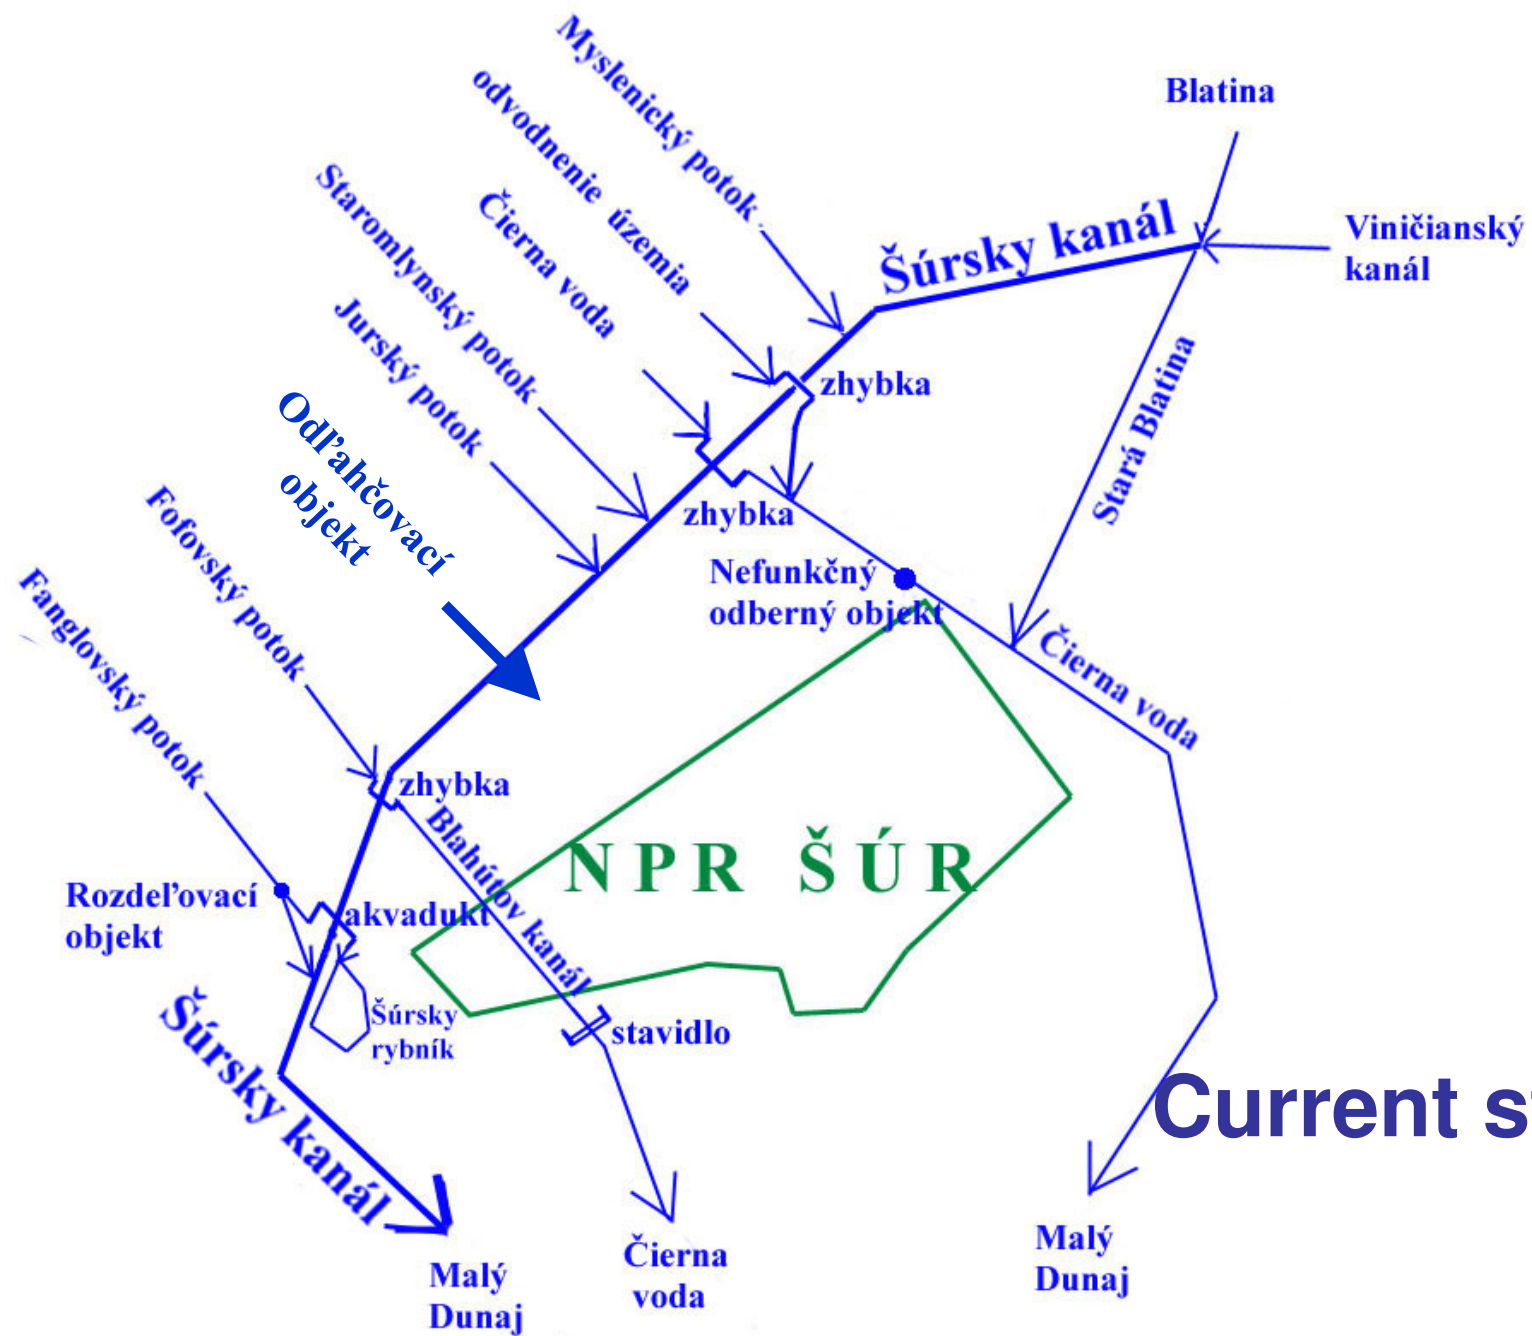 Myslenický potok
odvodnenie územia
Blatina
Staromlynský potok
Čierna voda
Šúrsky kanál
Viničianský
kanál
Jurský potok
zhybka
Stará Blatina
Odľahčovací
objekt
zhybka
Fofovský potok
Nefunkčný
odberný objekt
Fanglovský potok
Čierna voda
zhybka
Blahútov kanál
NPR ŠÚR
Rozdeľovací
objekt
akvadukt
Šúrsky
rybník
stavidlo
Šúrsky kanál
Current s
Malý
Dunaj
Čierna
voda
Malý
Dunaj